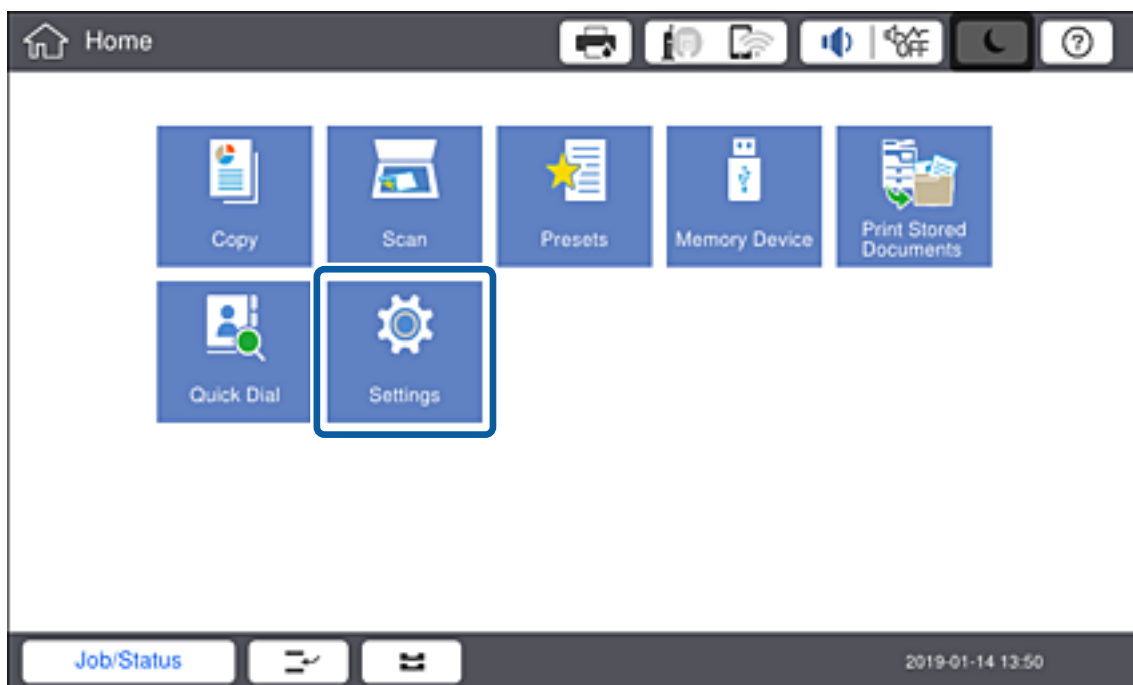 Home
OFF
Copy
Scan
Presets
Memory Device
Print Stored
Documents
Quick Dial
Settings
Job/Status
2019-01-14 13:50